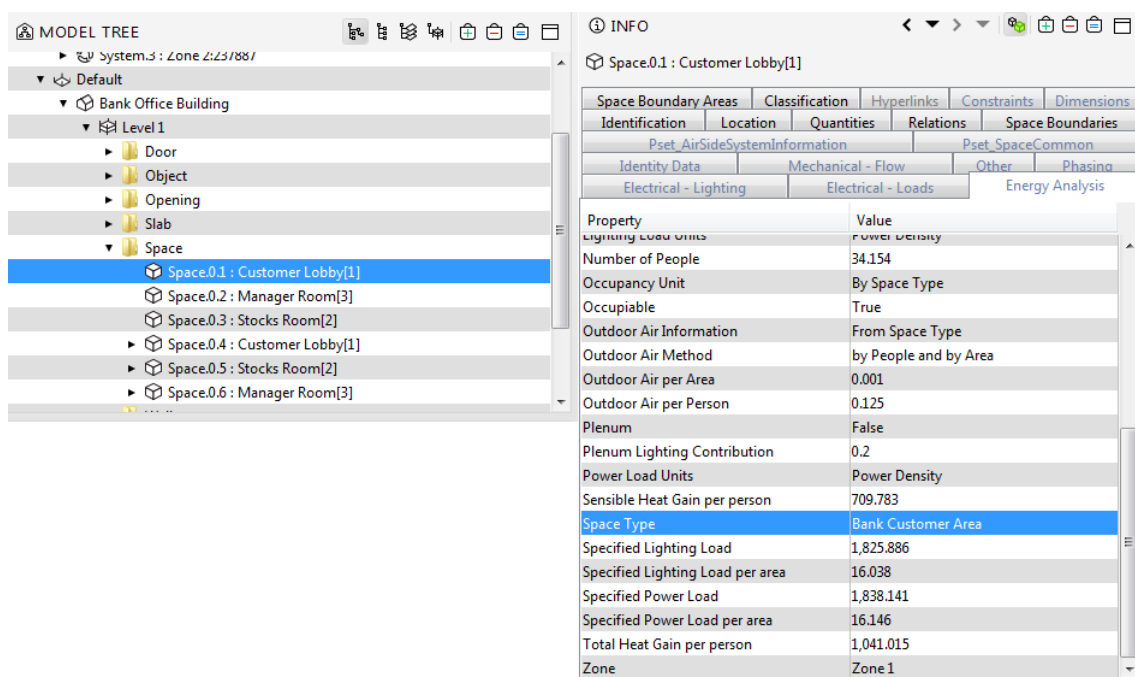 MODEL TREE
System.3 : Zone 2:237887
Default
Bank Office Building
Level 1
Door
Object
Opening
Slab
Space
Space.0.1 : Customer Lobby[1]
Space.0.2 : Manager Room[3]
Space.0.3 : Stocks Room[2]
Space.0.4 : Customer Lobby[1]
Space.0.5 : Stocks Room[2]
Space.0.6 : Manager Room[3]
INFO
Space.0.1 : Customer Lobby[1]
Space Boundary Areas Classification Hyperlinks Constraints Dimensions
Identification Location Quantities Relations Space Boundaries
Pset_AirSideSystemInformation Pset_SpaceCommon
Identity Data Mechanical - Flow Other Phasing
Electrical - Lighting Electrical - Loads Energy Analysis
Property Value
Lighting Load Units Power Density
Number of People 34.154
Occupancy Unit By Space Type
Occupiable True
Outdoor Air Information From Space Type
Outdoor Air Method by People and by Area
Outdoor Air per Area 0.001
Outdoor Air per Person 0.125
Plenum False
Plenum Lighting Contribution 0.2
Power Load Units Power Density
Sensible Heat Gain per person 709.783
Space Type Bank Customer Area
Specified Lighting Load 1,825.886
Specified Lighting Load per area 16.038
Specified Power Load 1,838.141
Specified Power Load per area 16.146
Total Heat Gain per person 1,041.015
Zone Zone 1